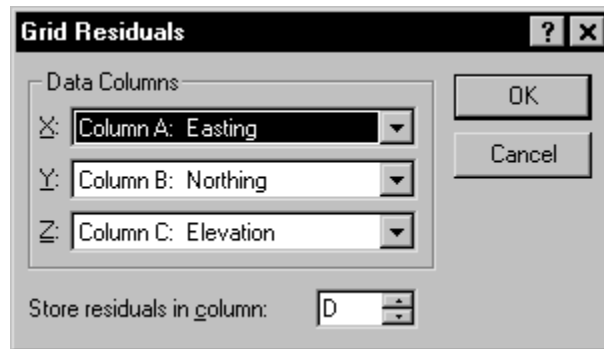 Grid Residuals
Data Columns
OK
X: Column A: Easting
Cancel
Y: Column B: Northing
Z: Column C: Elevation
Store residuals in column: D